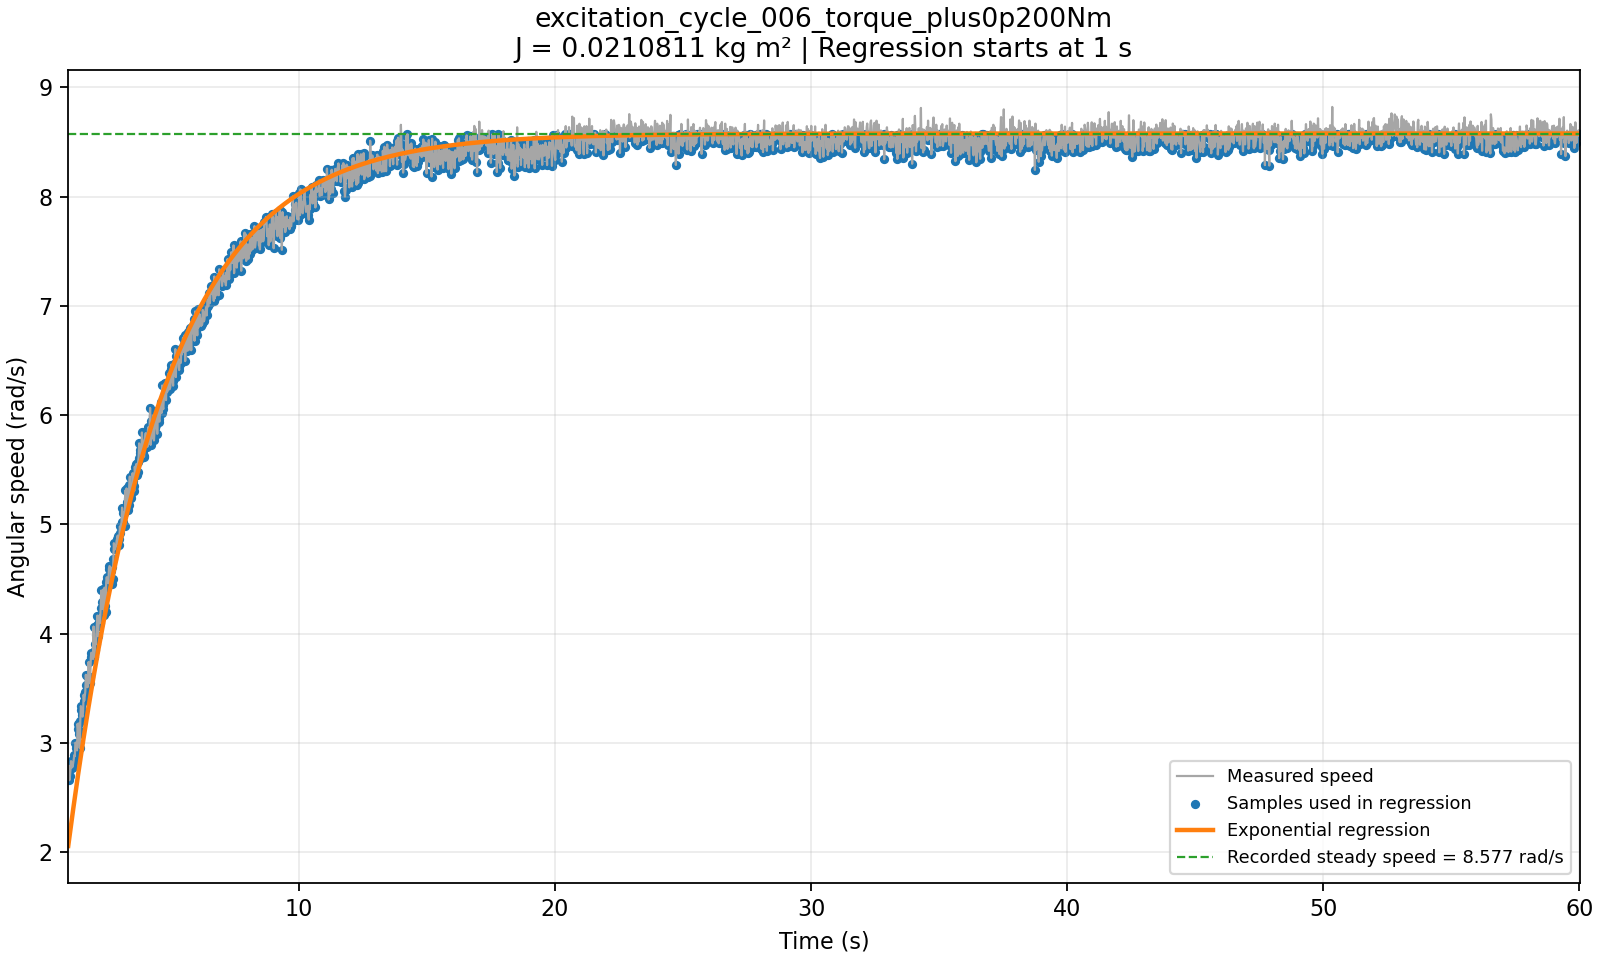 excitation_cycle_006_torque_plus0p200Nm
J = 0.0210811 kg m² | Regression starts at 1 s
Angular speed (rad/s)
9
8
7
6
5
4
3
2
Measured speed
Samples used in regression
Exponential regression
Recorded steady speed = 8.577 rad/s
10 20 30 40 50 60
Time (s)